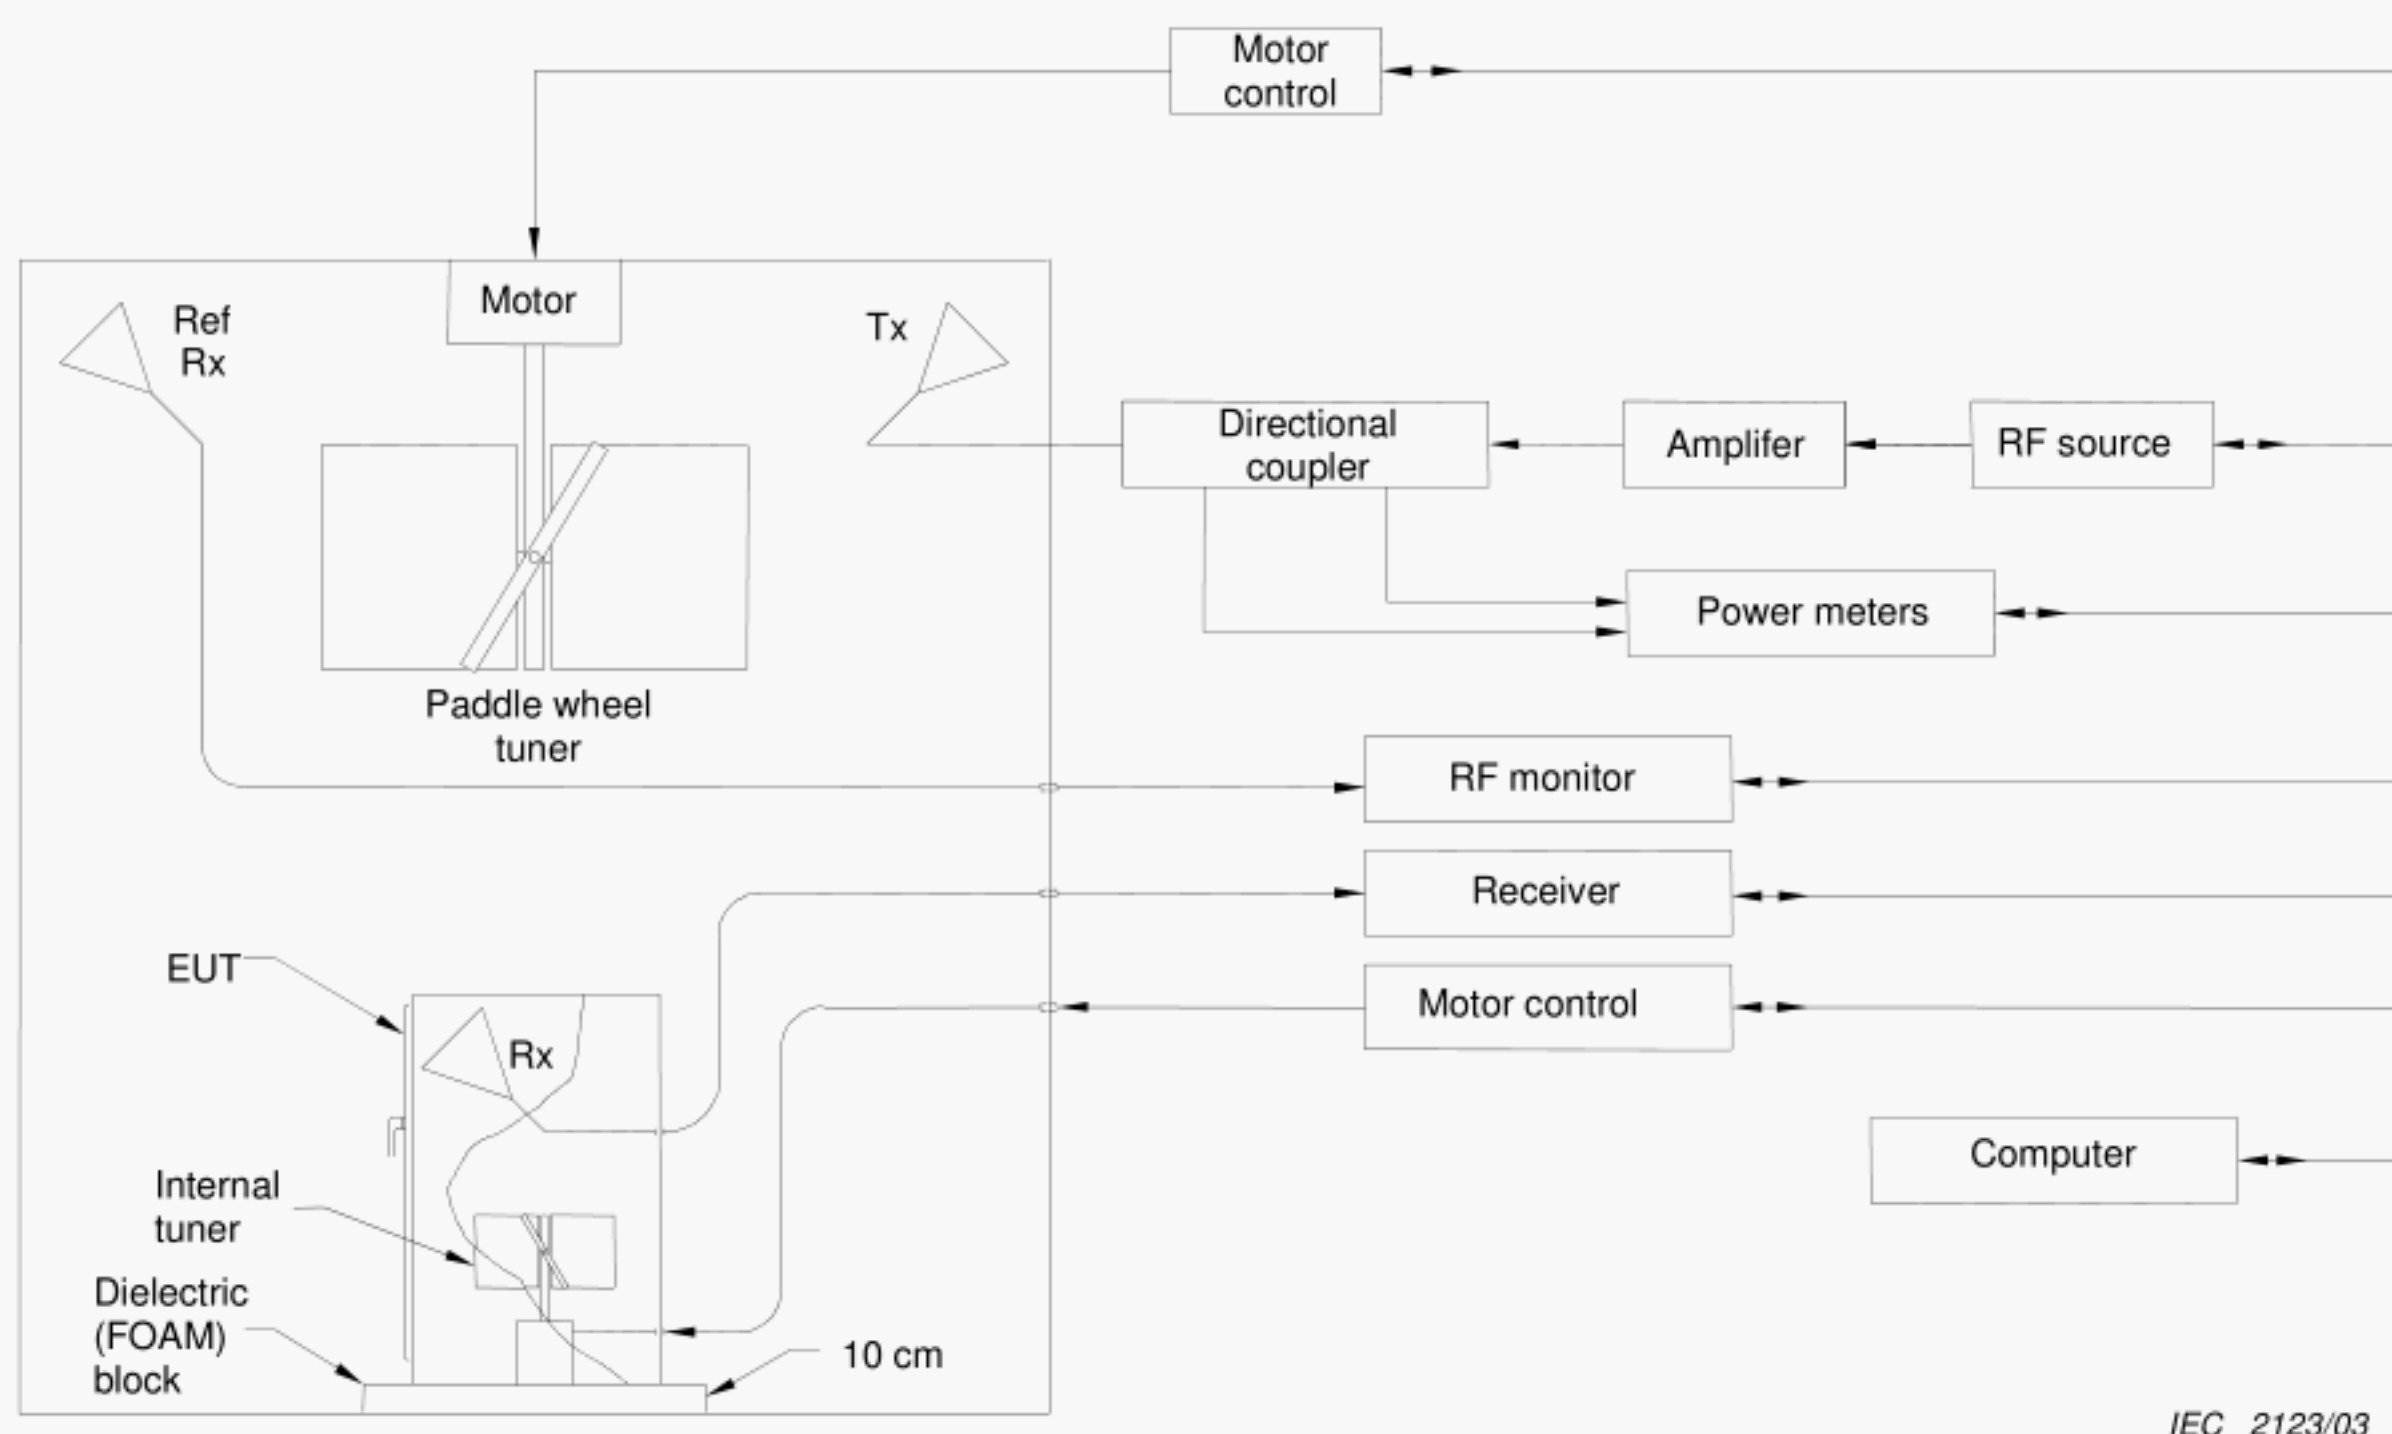 Motor
control
Motor
Ref
Rx
Tx
Directional
coupler
Amplifer
RF source
Power meters
Paddle wheel
tuner
RF monitor
Receiver
EUT
Motor control
Rx
Computer
Internal
tuner
Dielectric
(FOAM)
block
10 cm
IEC 2123/03